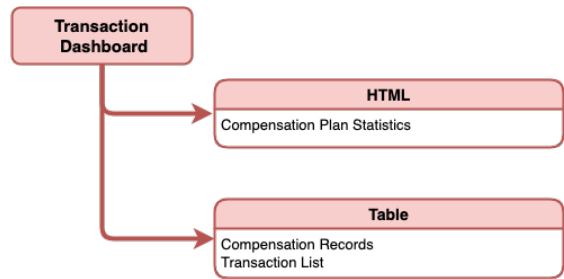 Transaction
Dashboard
HTML
Compensation Plan Statistics
Table
Compensation Records
Transaction List